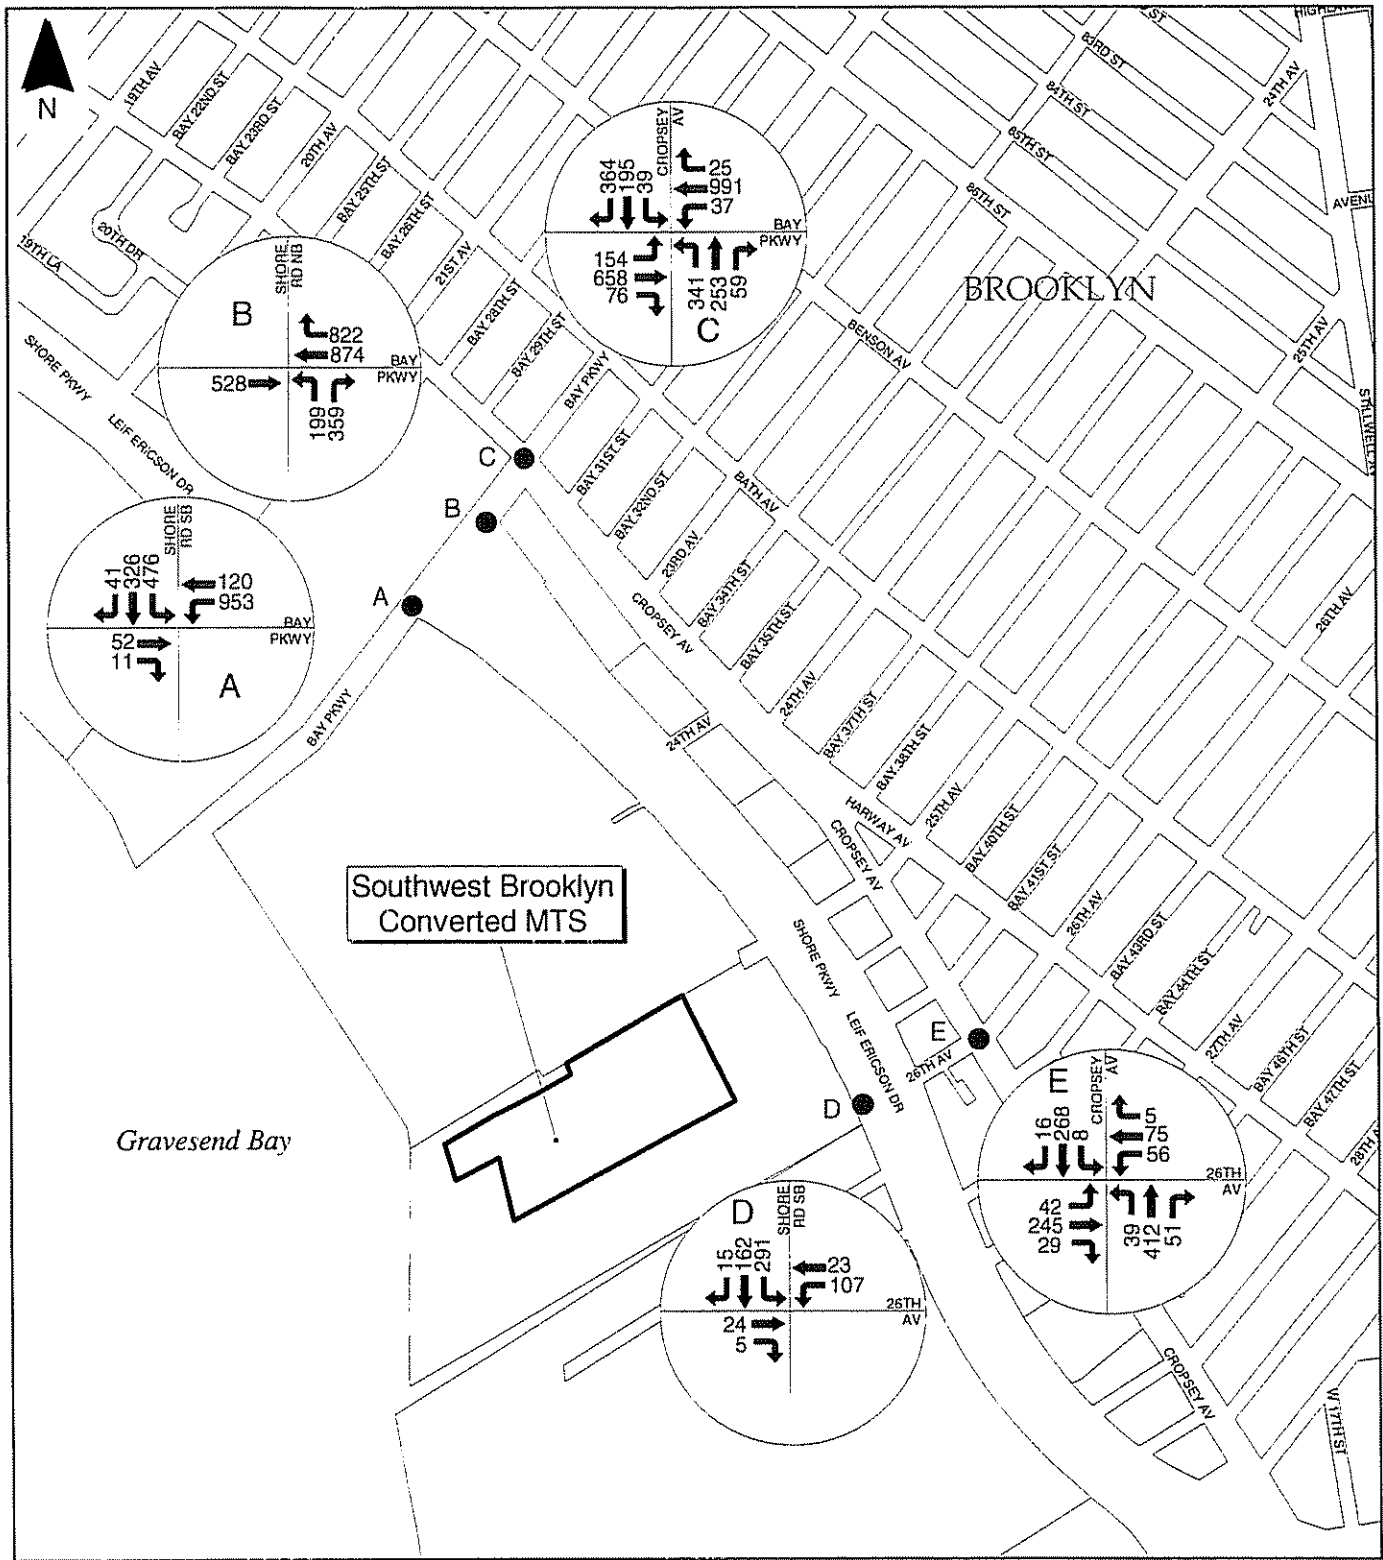 N
19TH AV
BAY 22ND ST
BAY 23RD ST
20TH AV
BAY 25TH ST
BAY 26TH ST
21ST AV
BAY 28TH ST
BAY 29TH ST
BAY PKWY
BAY 31ST ST
BAY 32ND ST
23RD AV
BAY 34TH ST
BAY 35TH ST
24TH AV
BAY 37TH ST
BAY 38TH ST
25TH AV
BAY 40TH ST
BAY 41ST ST
26TH AV
BAY 43RD ST
BAY 44TH ST
27TH AV
BAY 46TH ST
BAY 47TH ST
28TH AV
19TH LA
20TH DR
83RD ST
84TH ST
85TH ST
86TH ST
24TH AV
25TH AV
26TH AV
STILLWELL AV
BENSON AV
BATH AV
CROPSEY AV
HARWAY AV
CROPSEY AV
CROPSEY AV
24TH AV
26TH AV
W 17TH ST
SHORE PKWY
LEIF ERICSON DR
SHORE PKWY
LEIF ERICSON DR
BAY PKWY
BROOKLYN
Gravesend Bay
Southwest Brooklyn
Converted MTS
A
B
C
D
E
CROPSEY
AV
364
195
39
25
991
37
BAY
PKWY
154
658
76
341
253
59
C
SHORE
RD NB
B
822
874
BAY
PKWY
528
199
359
SHORE
RD SB
41
326
476
120
953
BAY
PKWY
52
11
A
SHORE
RD SB
D
15
162
291
23
107
26TH
AV
24
5
CROPSEY
AV
E
16
268
8
5
75
56
26TH
AV
42
245
29
39
412
51